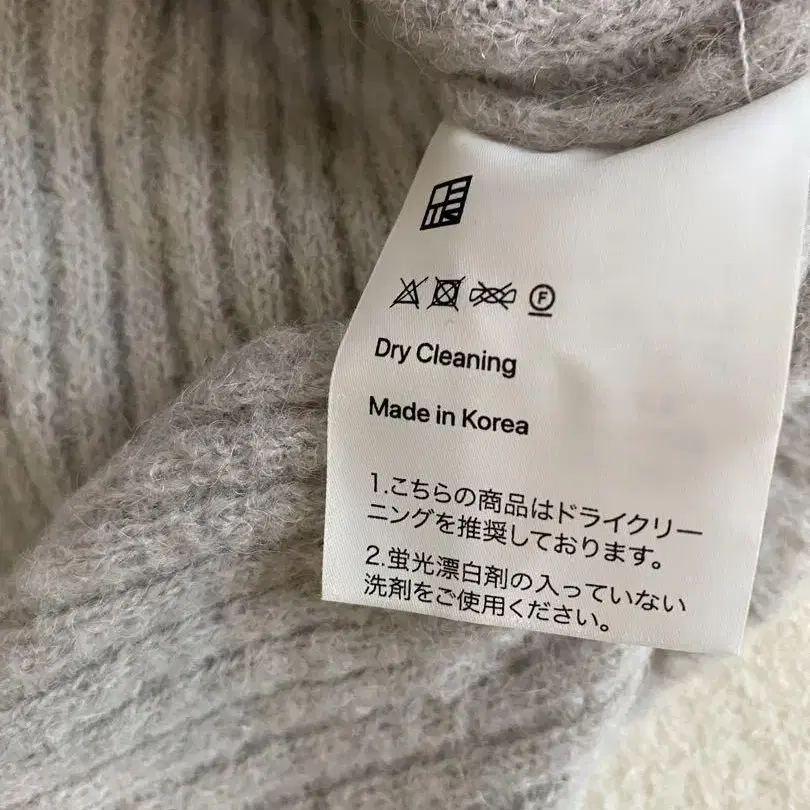 F
Dry Cleaning
Made in Korea
1.こちらの商品はドライクリー
ニングを推奨しております。
2.蛍光漂白剤の入っていない
洗剤をご使用ください。